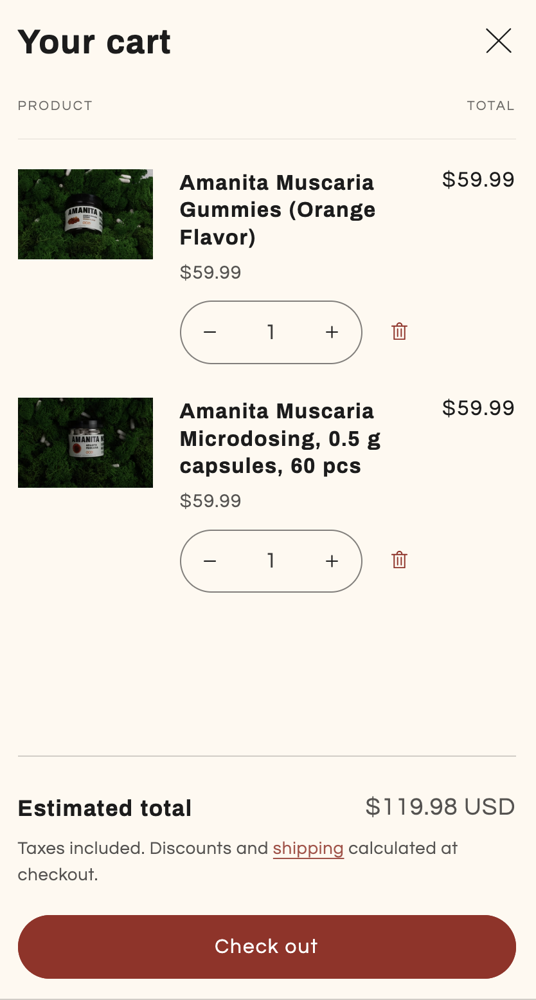 Your cart
PRODUCT
TOTAL
AMANITA
Amanita Muscaria
Gummies (Orange
Flavor)
$59.99
$59.99
1
AMANITA
AMANITA
MUSCARIA
Amanita Muscaria
Microdosing, 0.5 g
capsules, 60 pcs
$59.99
$59.99
1
Estimated total
$119.98 USD
Taxes included. Discounts and shipping calculated at
checkout.
Check out